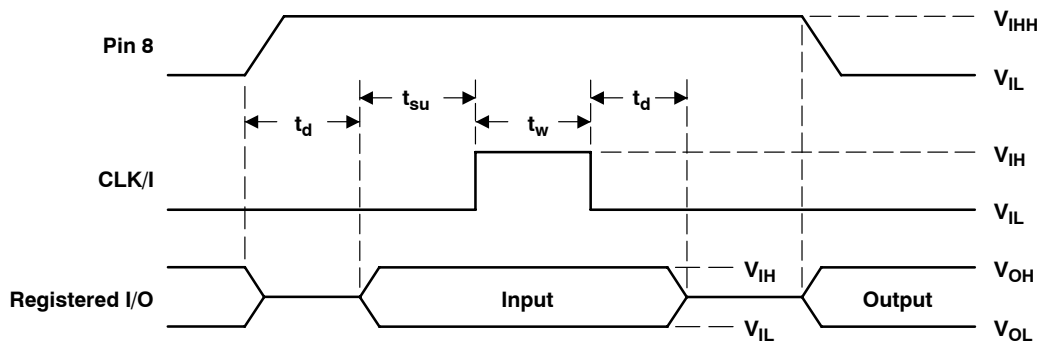 Pin 8
V_IHH
V_IL
t_d
t_su
t_w
t_d
CLK/I
V_IH
V_IL
Registered I/O
Input
V_IH
V_IL
Output
V_OH
V_OL